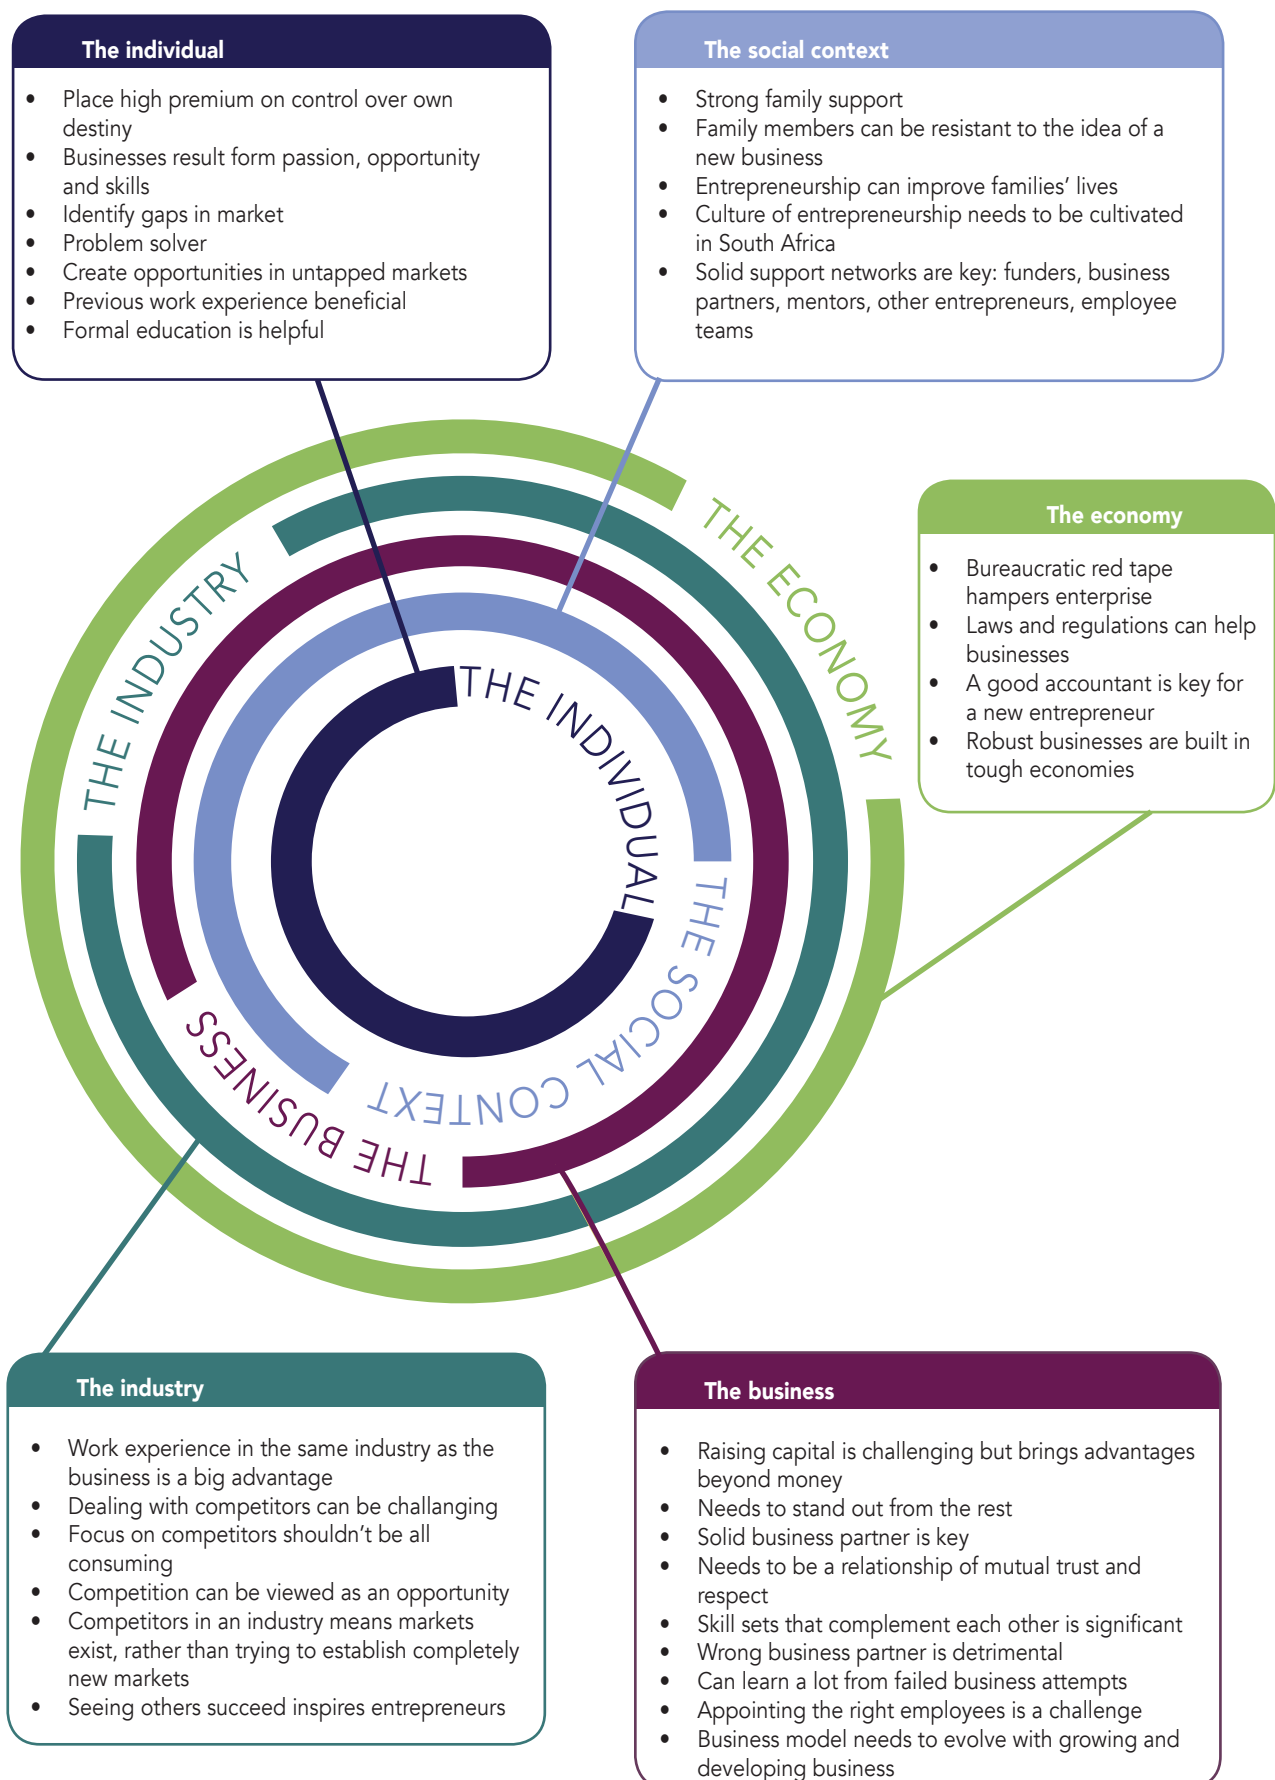 The individual
• Place high premium on control over own
destiny
• Businesses result form passion, opportunity
and skills
• Identify gaps in market
• Problem solver
• Create opportunities in untapped markets
• Previous work experience beneficial
• Formal education is helpful
The social context
• Strong family support
• Family members can be resistant to the idea of a
new business
• Entrepreneurship can improve families’ lives
• Culture of entrepreneurship needs to be cultivated
in South Africa
• Solid support networks are key: funders, business
partners, mentors, other entrepreneurs, employee
teams
The economy
• Bureaucratic red tape
hampers enterprise
• Laws and regulations can help
businesses
• A good accountant is key for
a new entrepreneur
• Robust businesses are built in
tough economies
THE ECONOMY
THE INDUSTRY
THE INDIVIDUAL
THE SOCIAL CONTEXT
THE BUSINESS
The industry
• Work experience in the same industry as the
business is a big advantage
• Dealing with competitors can be challanging
• Focus on competitors shouldn’t be all
consuming
• Competition can be viewed as an opportunity
• Competitors in an industry means markets
exist, rather than trying to establish completely
new markets
• Seeing others succeed inspires entrepreneurs
The business
• Raising capital is challenging but brings advantages
beyond money
• Needs to stand out from the rest
• Solid business partner is key
• Needs to be a relationship of mutual trust and
respect
• Skill sets that complement each other is significant
• Wrong business partner is detrimental
• Can learn a lot from failed business attempts
• Appointing the right employees is a challenge
• Business model needs to evolve with growing and
developing business